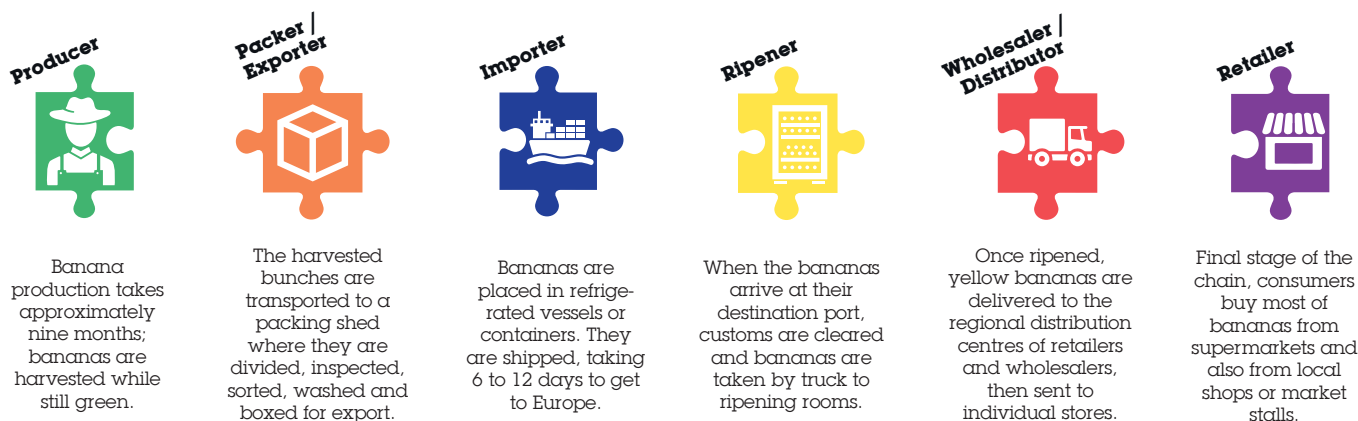 Producer
Banana
production takes
approximately
nine months;
bananas are
harvested while
still green.
Packer /
Exporter
The harvested
bunches are
transported to a
packing shed
where they are
divided, inspected,
sorted, washed and
boxed for export.
Importer
Bananas are
placed in refrige-
rated vessels or
containers. They
are shipped, taking
6 to 12 days to get
to Europe.
Ripener
When the bananas
arrive at their
destination port,
customs are cleared
and bananas are
taken by truck to
ripening rooms.
Wholesaler /
Distributor
Once ripened,
yellow bananas are
delivered to the
regional distribution
centres of retailers
and wholesalers,
then sent to
individual stores.
Retailer
Final stage of the
chain, consumers
buy most of
bananas from
supermarkets and
also from local
shops or market
stalls.